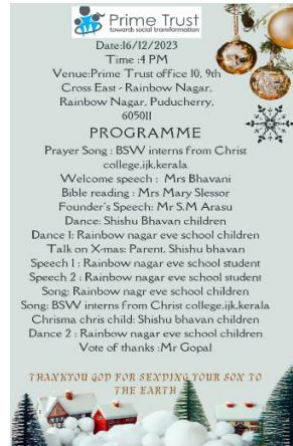 Prime Trust
towards social transformation
Date:16/12/2023
Time :4 PM
Venue:Prime Trust office 10, 9th
Cross East - Rainbow Nagar,
Rainbow Nagar, Puducherry,
605011
PROGRAMME
Prayer Song : BSW interns from Christ
college,ijk,kerala
Welcome speech : Mrs Bhavani
Bible reading : Mrs Mary Slessor
Founder's Speech: Mr S.M Arasu
Dance: Shishu Bhavan children
Dance 1: Rainbow nagar eve school children
Talk on X-mas: Parent, Shishu bhavan
Speech 1 : Rainbow nagar eve school student
Speech 2 : Rainbow nagar eve school student
Song: Rainbow nagr eve school children
Song: BSW interns from Christ college,ijk,kerala
Chrisma chris child: Shishu bhavan children
Dance 2 : Rainbow nagar eve school children
Vote of thanks :Mr Gopal
THANKYOU GOD FOR SENDING YOUR SON TO
THE EARTH